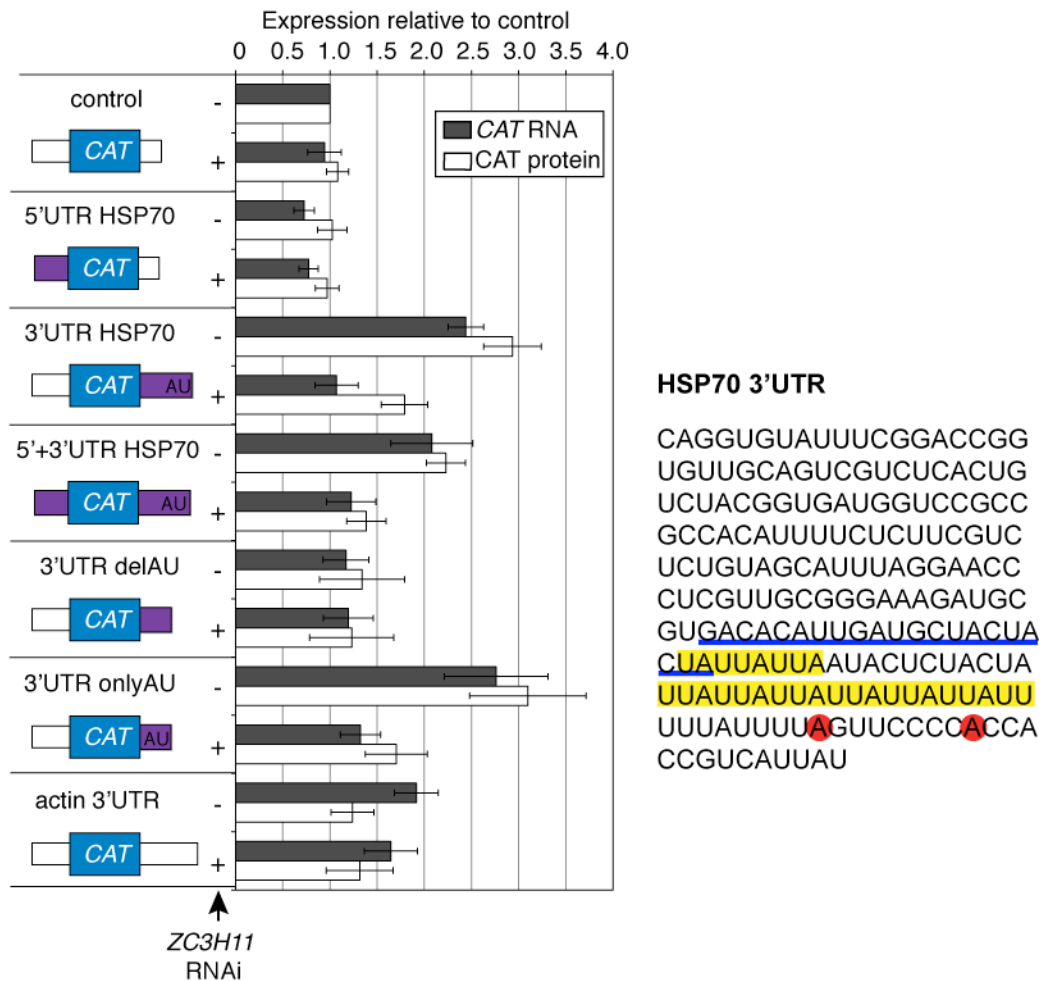 Expression relative to control
0 0.5 1.0 1.5 2.0 2.5 3.0 3.5 4.0
control
-
CAT
+
CAT RNA
CAT protein
5'UTR HSP70
-
CAT
+
3'UTR HSP70
-
CAT AU
+
5'+3'UTR HSP70
-
CAT AU
+
3'UTR delAU
-
CAT
+
3'UTR onlyAU
-
CAT AU
+
actin 3'UTR
-
CAT
+
ZC3H11
RNAi
HSP70 3'UTR
CAGGUGUAUUUCGGACCGG
UGUUGCAGUCGUCUCACUG
UCUACGGUGAUGGUCCGCC
GCCACAUUUUCUCUUCGUC
UCUGUAGCAUUUAGGAACC
CUCGUUGCGGGAAAGAUGC
GUGACACAUUGAUGCUACUA
CUAUUAUUAAUACUCUACUA
UUAUUAUUAUUAUUAUUAUU
UUUAUUUUAGUUCCCCACCA
CCGUCAUUAU